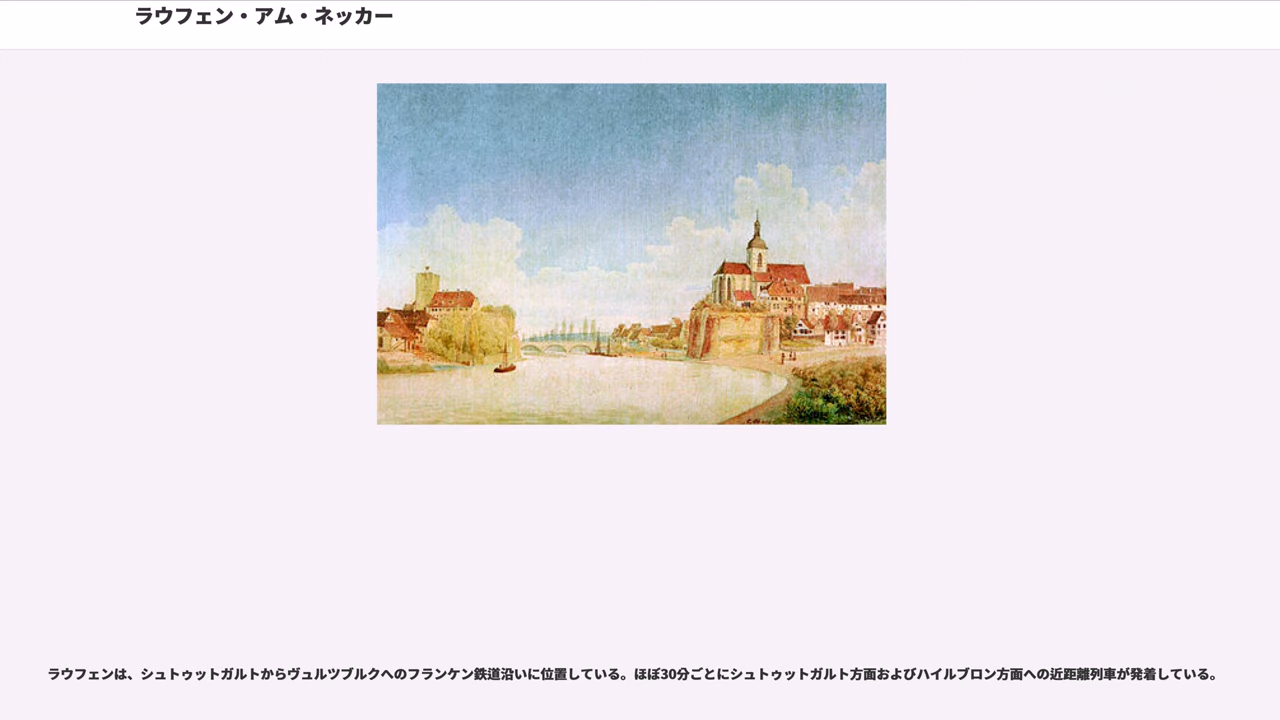 ラウフェン・アム・ネッカー
ラウフェンは、シュトゥットガルトからヴュルツブルクへのフランケン鉄道沿いに位置している。ほぼ30分ごとにシュトゥットガルト方面およびハイルブロン方面への近距離列車が発着している。